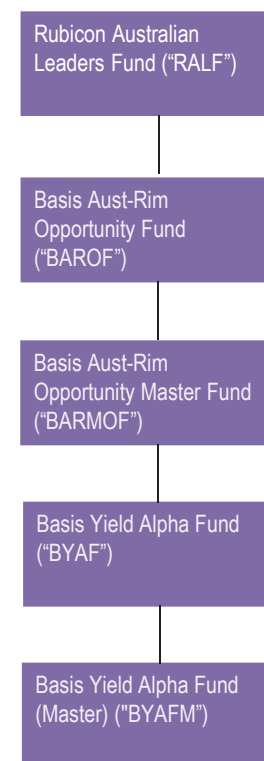 Rubicon Australian
Leaders Fund (“RALF”)
Basis Aust-Rim
Opportunity Fund
(“BAROF”)
Basis Aust-Rim
Opportunity Master Fund
(“BARMOF”)
Basis Yield Alpha Fund
(“BYAF”)
Basis Yield Alpha Fund
(Master) ("BYAFM”)